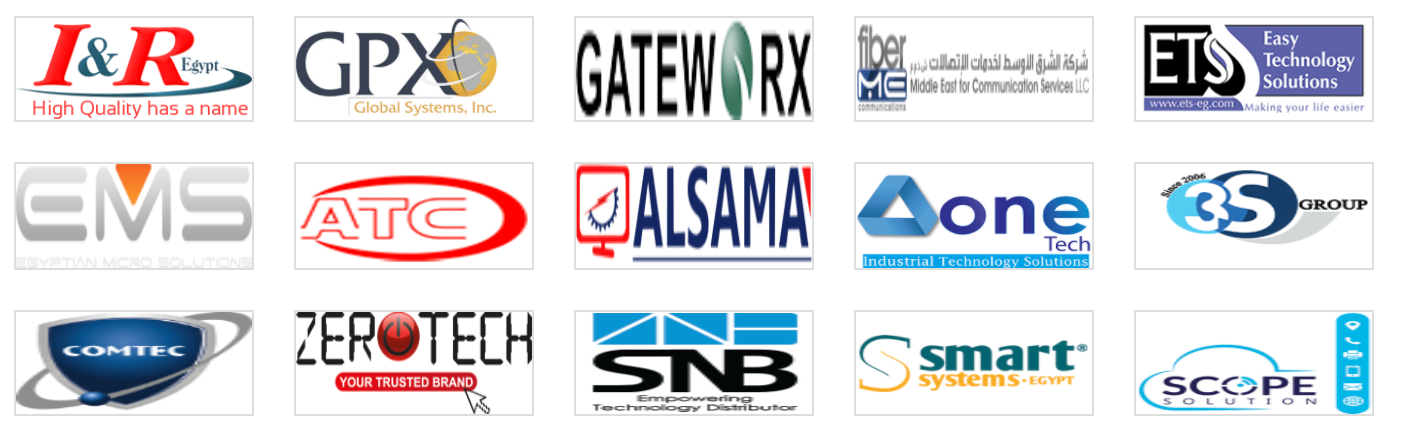 I&R Egypt
High Quality has a name
GPX
Global Systems, Inc.
GATEWORX
fiber
ME
communications
شركة الشرق الاوسط لخدمات الإتصالات ش.ذ.م.م
Middle East for Communication Services LLC
ETS
www.ets-eg.com
Easy
Technology
Solutions
Making your life easier
EMS
EGYPTIAN MICRO SOLUTIONS
ATC
ALSAMA
Aone
Tech
Industrial Technology Solutions
Since 2006
3S GROUP
COMTEC
ZEROTECH
YOUR TRUSTED BRAND
SNB
Empowering
Technology Distributor
smart®
systems·EGYPT
SCOPE
SOLUTION